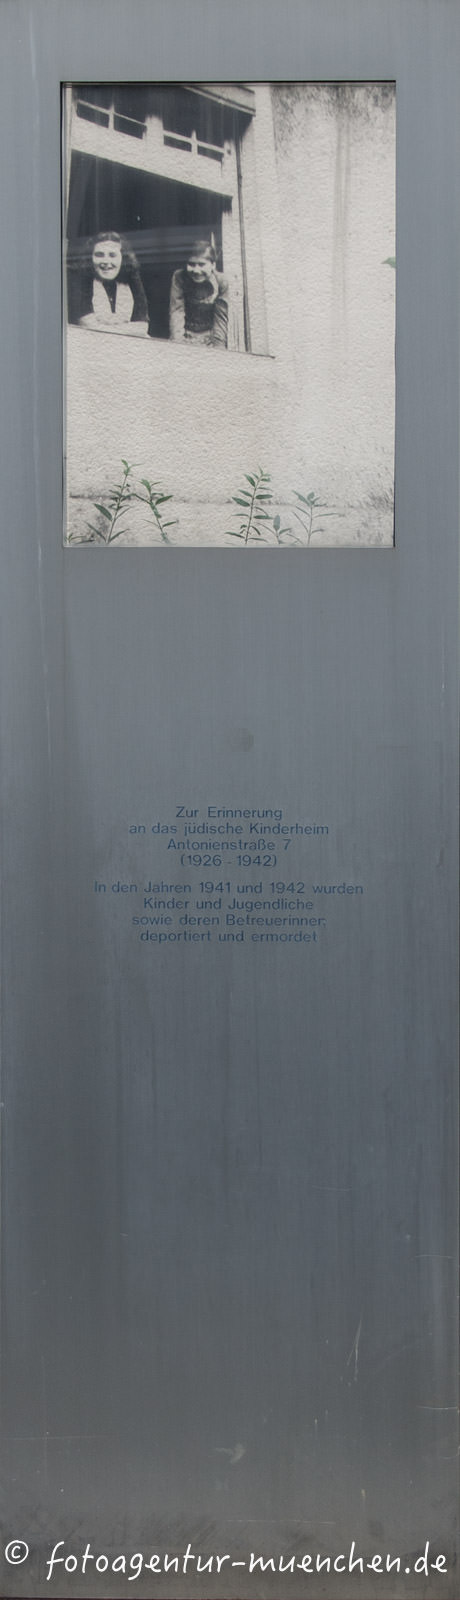 Zur Erinnerung
an das jüdische Kinderheim
Antonienstraße 7
(1926 - 1942)
In den Jahren 1941 und 1942 wurden
Kinder und Jugendliche
sowie deren Betreuerinnen
deportiert und ermordet
© fotoagentur-muenchen.de